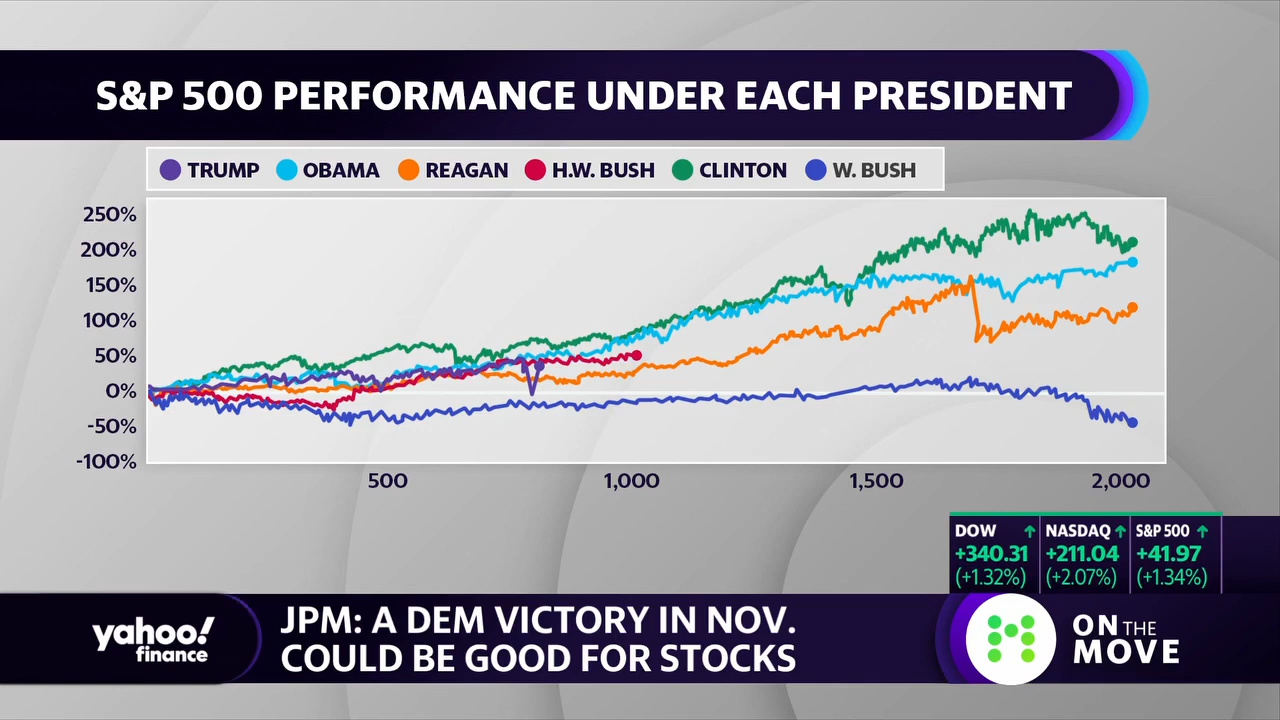 S&P 500 PERFORMANCE UNDER EACH PRESIDENT
TRUMP OBAMA REAGAN H.W. BUSH CLINTON W. BUSH
250%
200%
150%
100%
50%
0%
-50%
-100%
500 1,000 1,500 2,000
DOW NASDAQ S&P 500
+340.31 +211.04 +41.97
(+1.32%) (+2.07%) (+1.34%)
yahoo!
finance
JPM: A DEM VICTORY IN NOV.
COULD BE GOOD FOR STOCKS
ON THE
MOVE